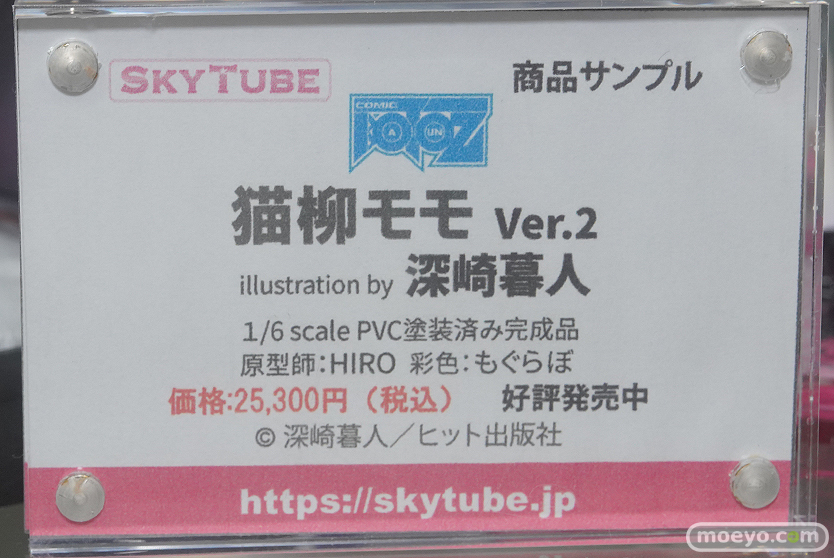 SKYTUBE 商品サンプル
COMIC
A UN
猫柳モモ Ver.2
illustration by 深崎暮人
1/6 scale PVC塗装済み完成品
原型師：HIRO 彩色：もぐらぼ
価格：25,300円（税込） 好評発売中
© 深崎暮人／ヒット出版社
https://skytube.jp
moeyo.com